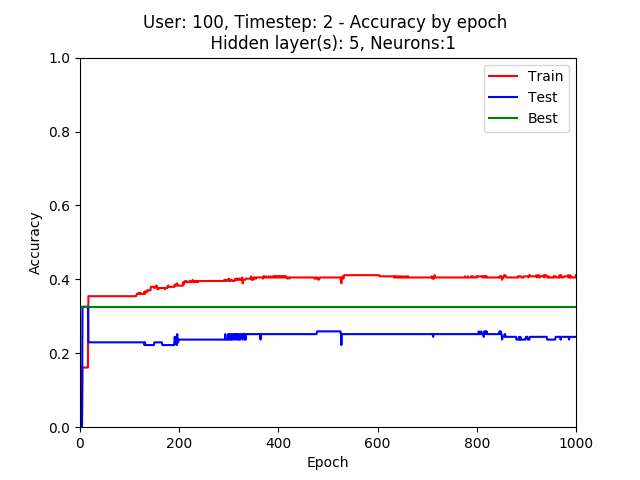 User: 100, Timestep: 2 - Accuracy by epoch
Hidden layer(s): 5, Neurons:1
1.0
0.8
0.6
0.4
0.2
0.0
Accuracy
Train
Test
Best
0
200
400
600
800
1000
Epoch